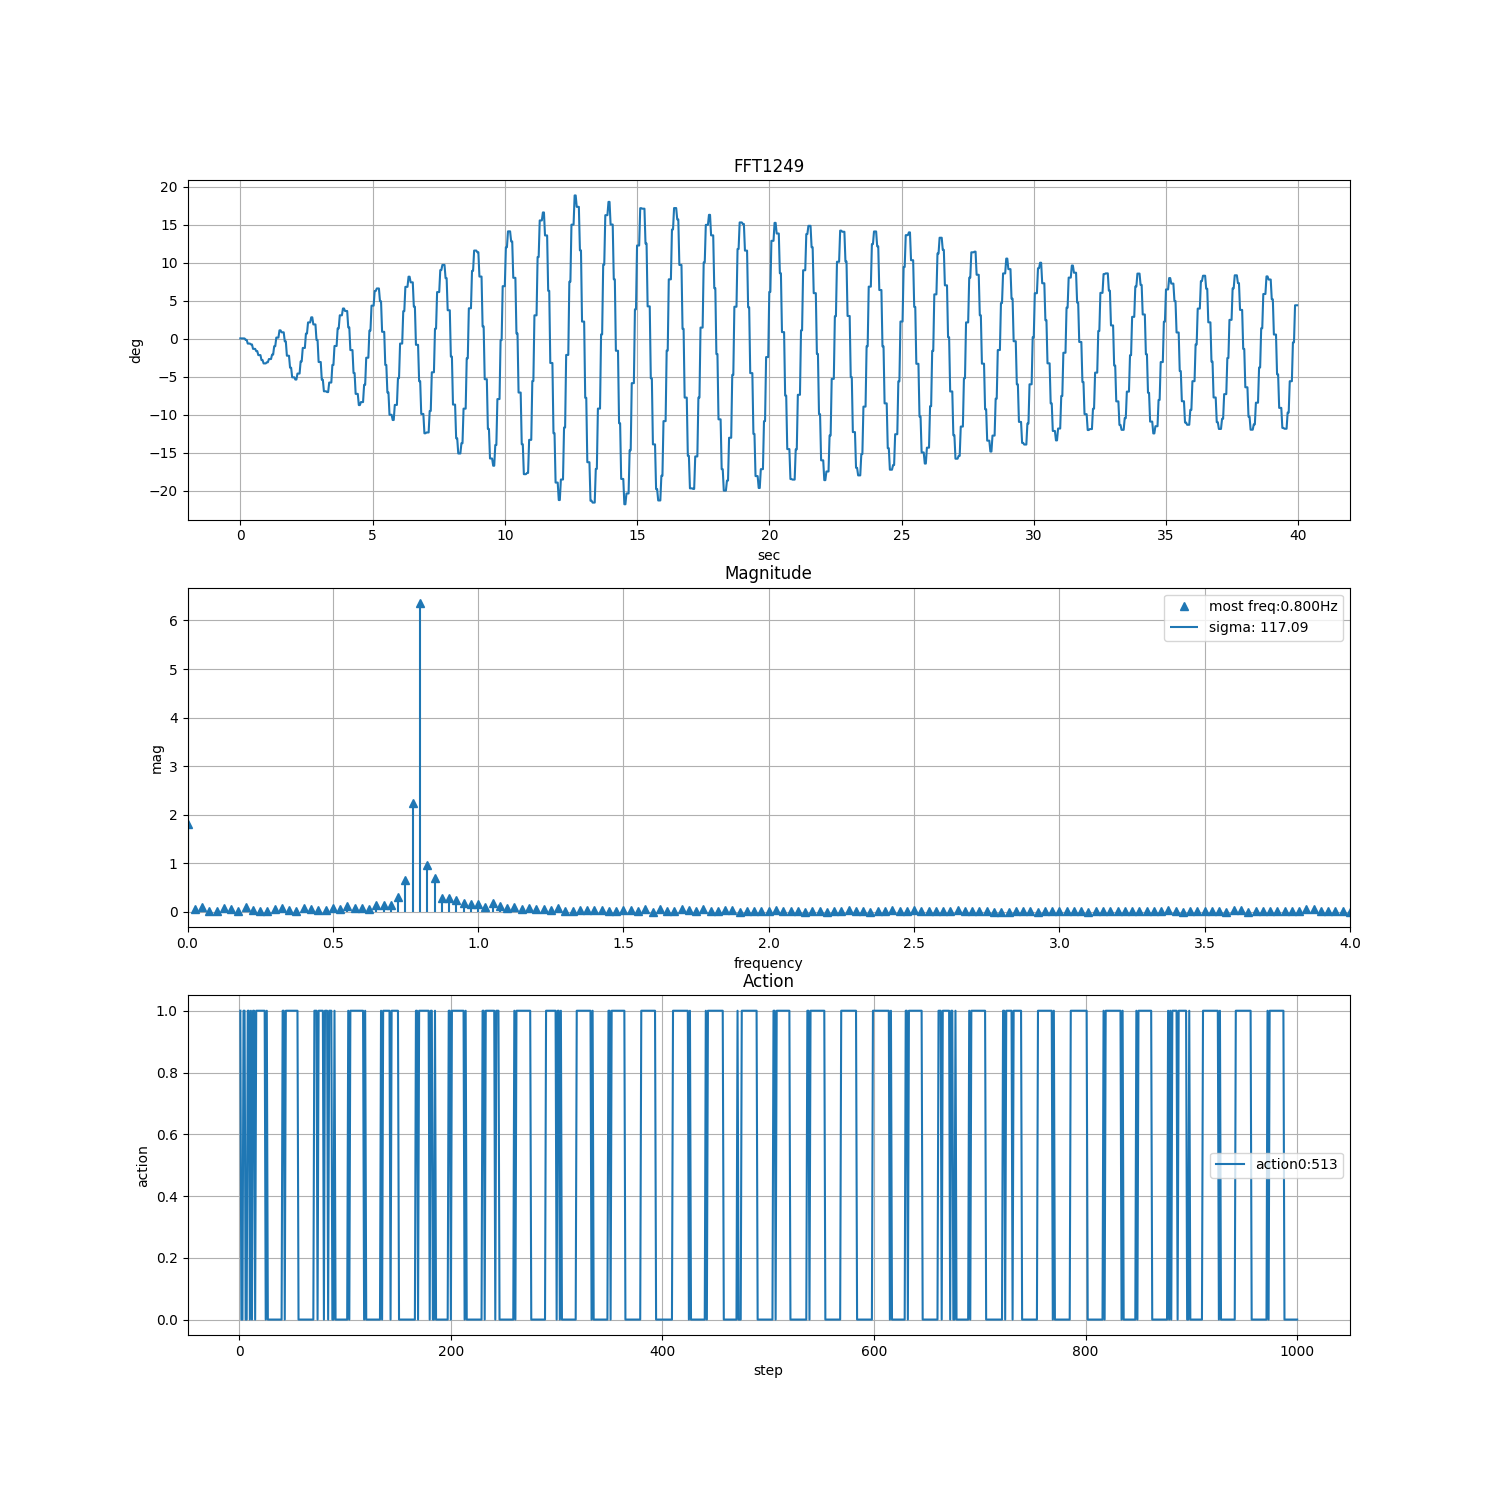 FFT1249
20
15
10
5
0
−5
−10
−15
−20
deg
0 5 10 15 20 25 30 35 40
sec
Magnitude
6
5
4
3
2
1
0
mag
most freq:0.800Hz
sigma: 117.09
0.0 0.5 1.0 1.5 2.0 2.5 3.0 3.5 4.0
frequency
Action
1.0
0.8
0.6
0.4
0.2
0.0
action
action0:513
0 200 400 600 800 1000
step